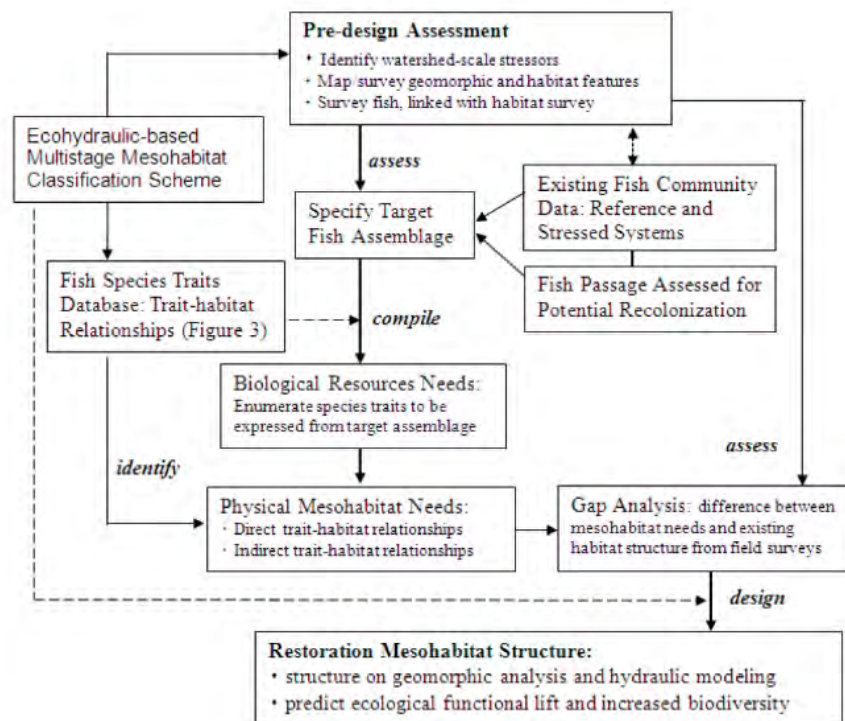 Pre-design Assessment
· Identify watershed-scale stressors
· Map/survey geomorphic and habitat features
· Survey fish, linked with habitat survey
Ecohydraulic-based
Multistage Mesohabitat
Classification Scheme
assess
Existing Fish Community
Data: Reference and
Stressed Systems
Specify Target
Fish Assemblage
Fish Species Traits
Database: Trait-habitat
Relationships (Figure 3)
Fish Passage Assessed for
Potential Recolonization
compile
Biological Resources Needs:
Enumerate species traits to be
expressed from target assemblage
assess
identify
Physical Mesohabitat Needs:
· Direct trait-habitat relationships
· Indirect trait-habitat relationships
Gap Analysis: difference between
mesohabitat needs and existing
habitat structure from field surveys
design
Restoration Mesohabitat Structure:
· structure on geomorphic analysis and hydraulic modeling
· predict ecological functional lift and increased biodiversity